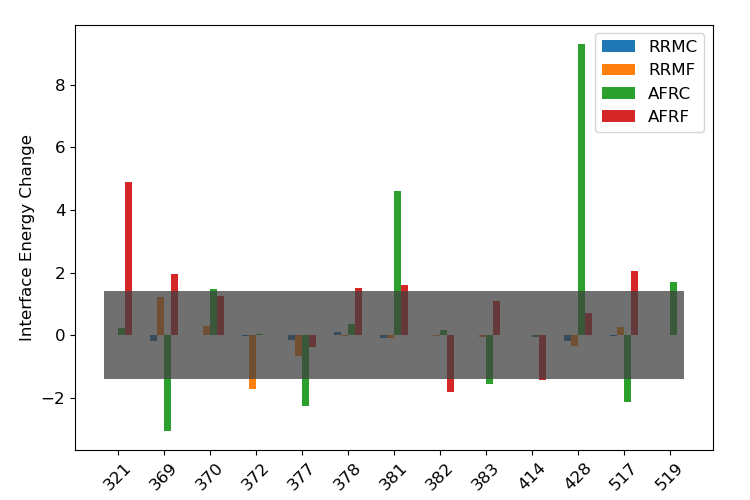 RRMC
RRMF
AFRC
AFRF
Interface Energy Change
8
6
4
2
0
−2
321 369 370 372 377 378 381 382 383 414 428 517 519